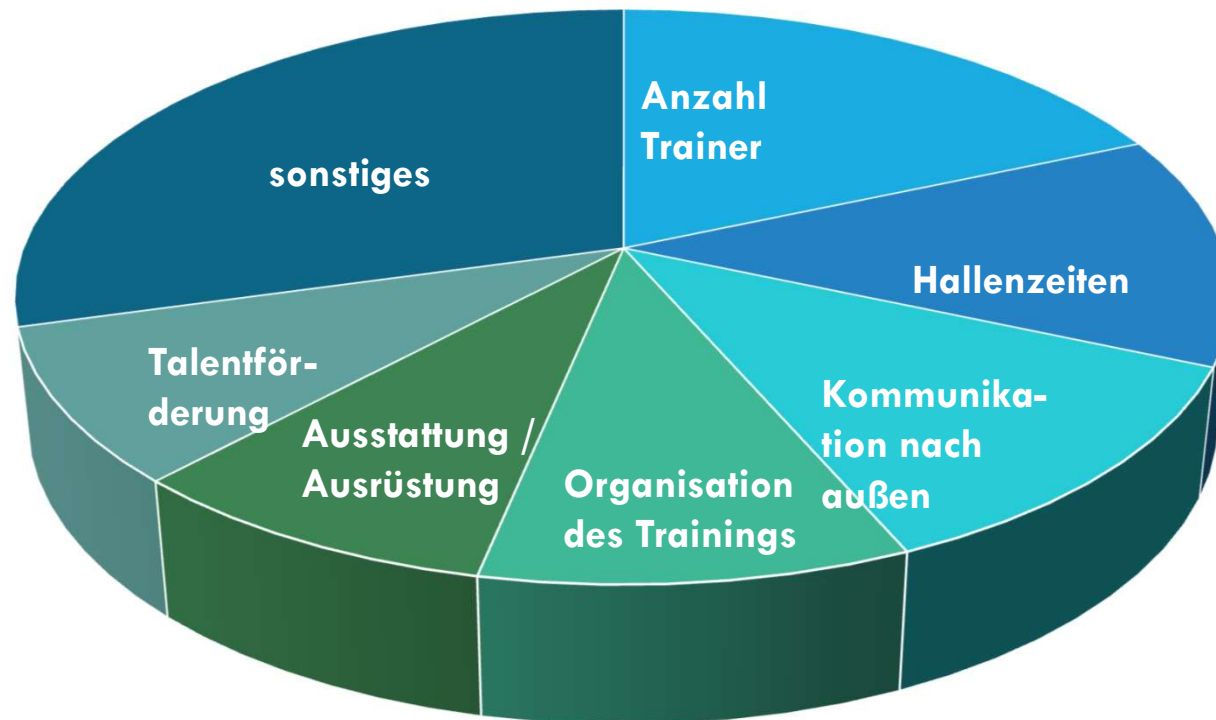 Anzahl
Trainer
sonstiges
Hallenzeiten
Talentför-
derung
Kommunika-
tion nach
außen
Ausstattung /
Ausrüstung
Organisation
des Trainings